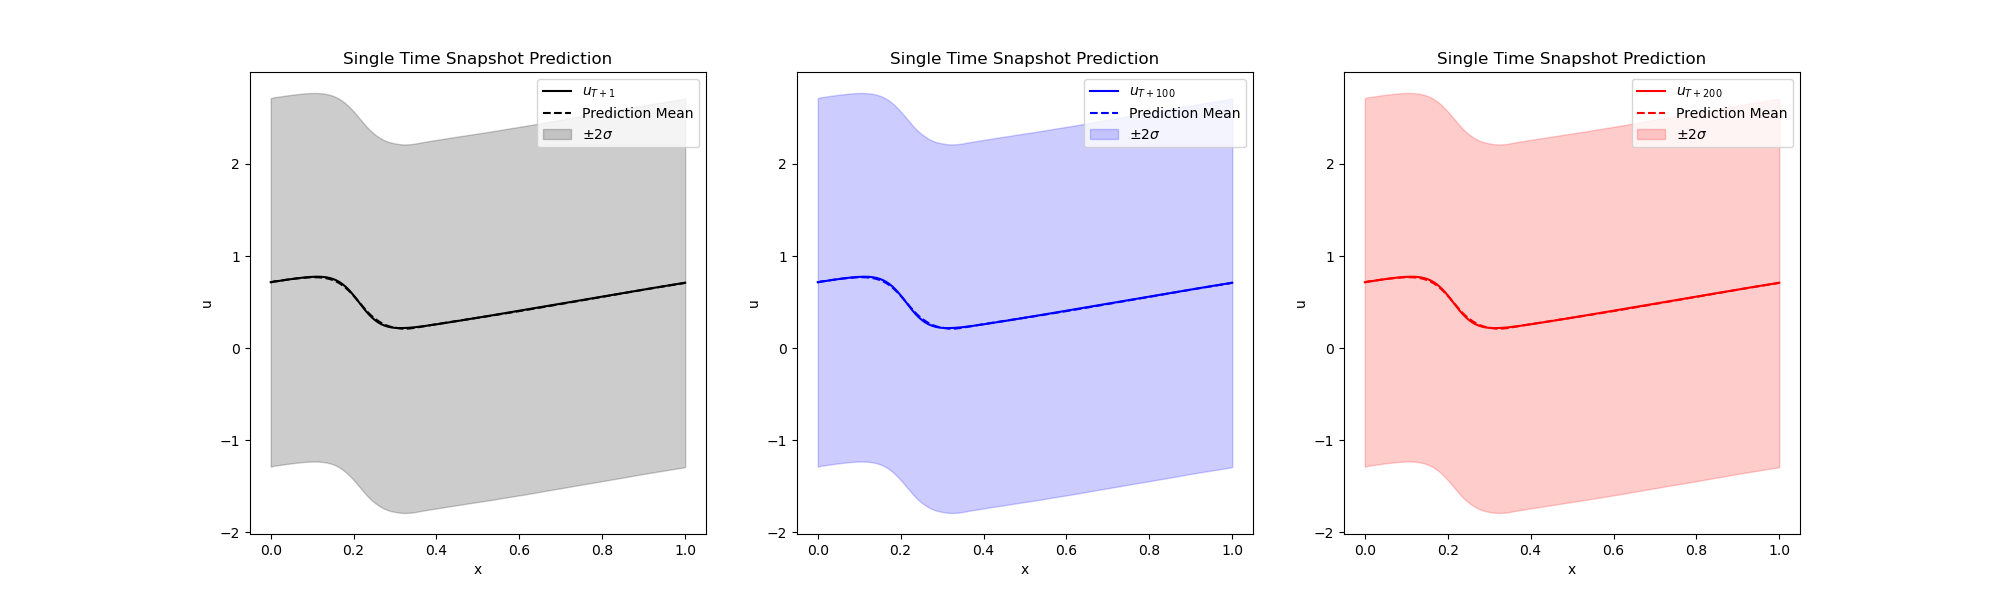 Single Time Snapshot Prediction
u_{T+1}
Prediction Mean
±2σ
2
1
0
−1
−2
u
0.0 0.2 0.4 0.6 0.8 1.0
x
Single Time Snapshot Prediction
u_{T+100}
Prediction Mean
±2σ
2
1
0
−1
−2
u
0.0 0.2 0.4 0.6 0.8 1.0
x
Single Time Snapshot Prediction
u_{T+200}
Prediction Mean
±2σ
2
1
0
−1
−2
u
0.0 0.2 0.4 0.6 0.8 1.0
x